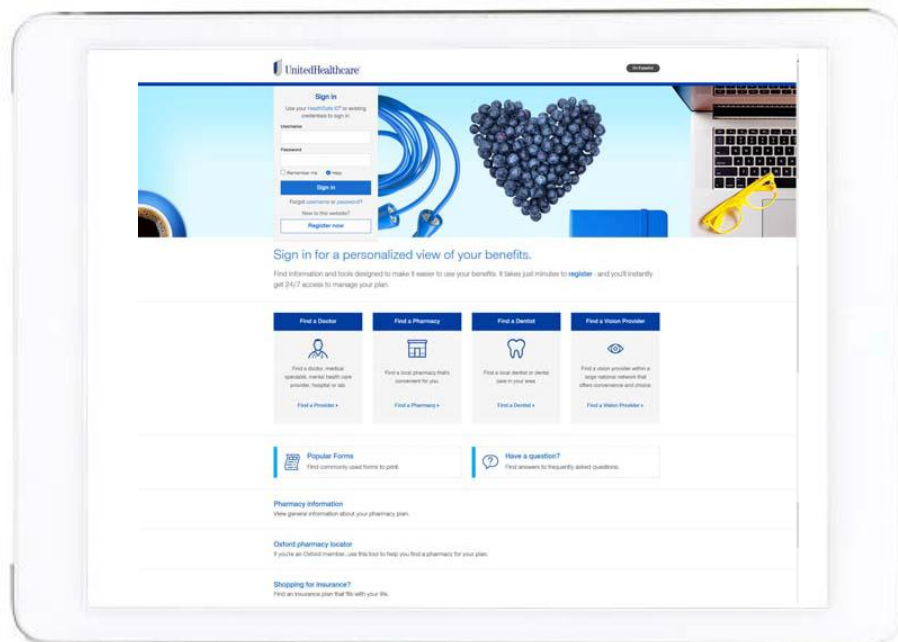 UnitedHealthcare
En Español
Sign in
Use your HealthSafe ID® or existing
credentials to sign in
Username
Password
Remember me Help
Sign in
Forgot username or password?
New to this website?
Register now
Sign in for a personalized view of your benefits.
Find information and tools designed to make it easier to use your benefits. It takes just minutes to register - and you'll instantly
get 24/7 access to manage your plan.
Find a Doctor
Find a doctor, medical
specialist, mental health care
provider, hospital or lab
Find a Provider
Find a Pharmacy
Find a local pharmacy that's
convenient for you.
Find a Pharmacy
Find a Dentist
Find a local dentist or dental
care in your area.
Find a Dentist
Find a Vision Provider
Find a vision provider within a
large national network that
offers convenience and choice.
Find a Vision Provider
Popular Forms
Find commonly used forms to print.
Have a question?
Find answers to frequently asked questions.
Pharmacy information
View general information about your pharmacy plan.
Oxford pharmacy locator
If you're an Oxford member, use this tool to help you find a pharmacy for your plan.
Shopping for insurance?
Find an insurance plan that fits with your life.